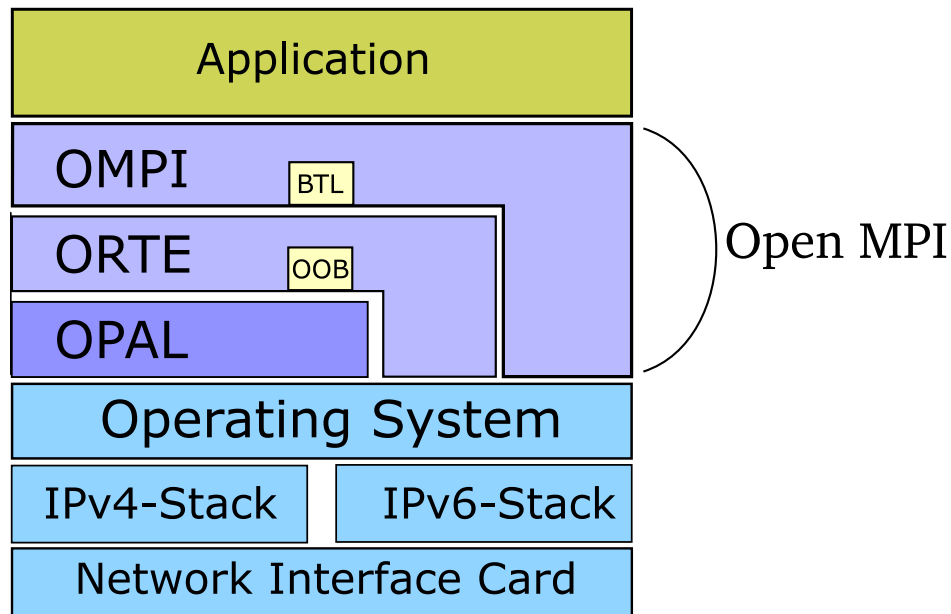 Application
OMPI
BTL
ORTE
OOB
Open MPI
OPAL
Operating System
IPv4-Stack
IPv6-Stack
Network Interface Card